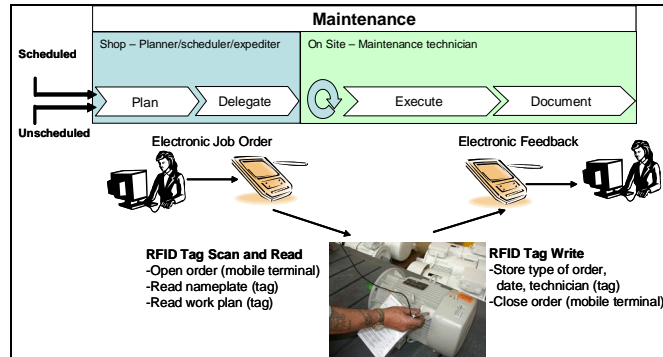 Maintenance
Scheduled
Unscheduled
Shop – Planner/scheduler/expediter
On Site – Maintenance technician
Plan
Delegate
Execute
Document
Electronic Job Order
Electronic Feedback
RFID Tag Scan and Read
-Open order (mobile terminal)
-Read nameplate (tag)
-Read work plan (tag)
RFID Tag Write
-Store type of order,
date, technician (tag)
-Close order (mobile terminal)